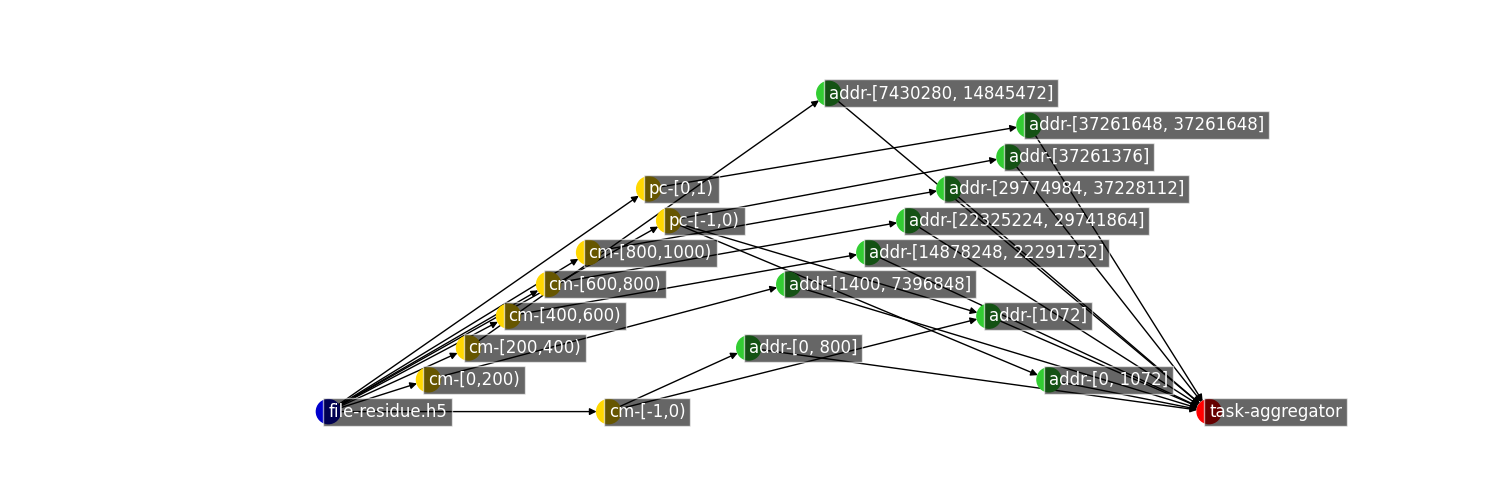 addr-[7430280, 14845472]
addr-[37261648, 37261648]
addr-[37261376]
pc-[0,1)
addr-[29774984, 37228112]
pc-[-1,0)
addr-[22325224, 29741864]
cm-[800,1000)
addr-[14878248, 22291752]
cm-[600,800)
addr-[1400, 7396848]
cm-[400,600)
addr-[1072]
cm-[200,400)
addr-[0, 800]
cm-[0,200)
addr-[0, 1072]
file-residue.h5
cm-[-1,0)
task-aggregator